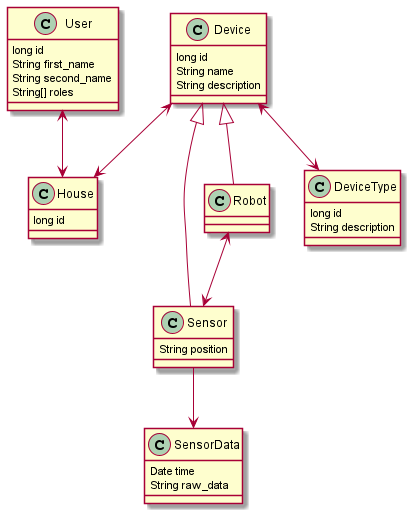 C User
long id
String first_name
String second_name
String[] roles
C Device
long id
String name
String description
C House
long id
C Robot
C DeviceType
long id
String description
C Sensor
String position
C SensorData
Date time
String raw_data